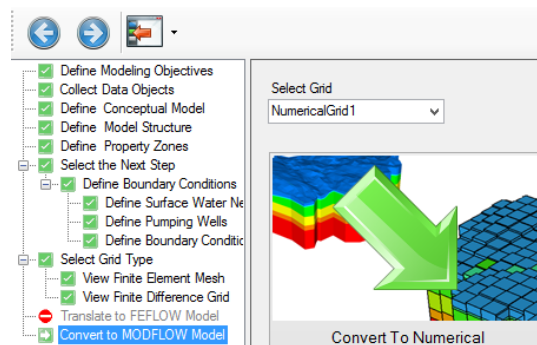 Define Modeling Objectives
Collect Data Objects
Define Conceptual Model
Define Model Structure
Define Property Zones
Select the Next Step
Define Boundary Conditions
Define Surface Water Ne
Define Pumping Wells
Define Boundary Conditic
Select Grid Type
View Finite Element Mesh
View Finite Difference Grid
Translate to FEFLOW Model
Convert to MODFLOW Model
Select Grid
NumericalGrid1
Convert To Numerical